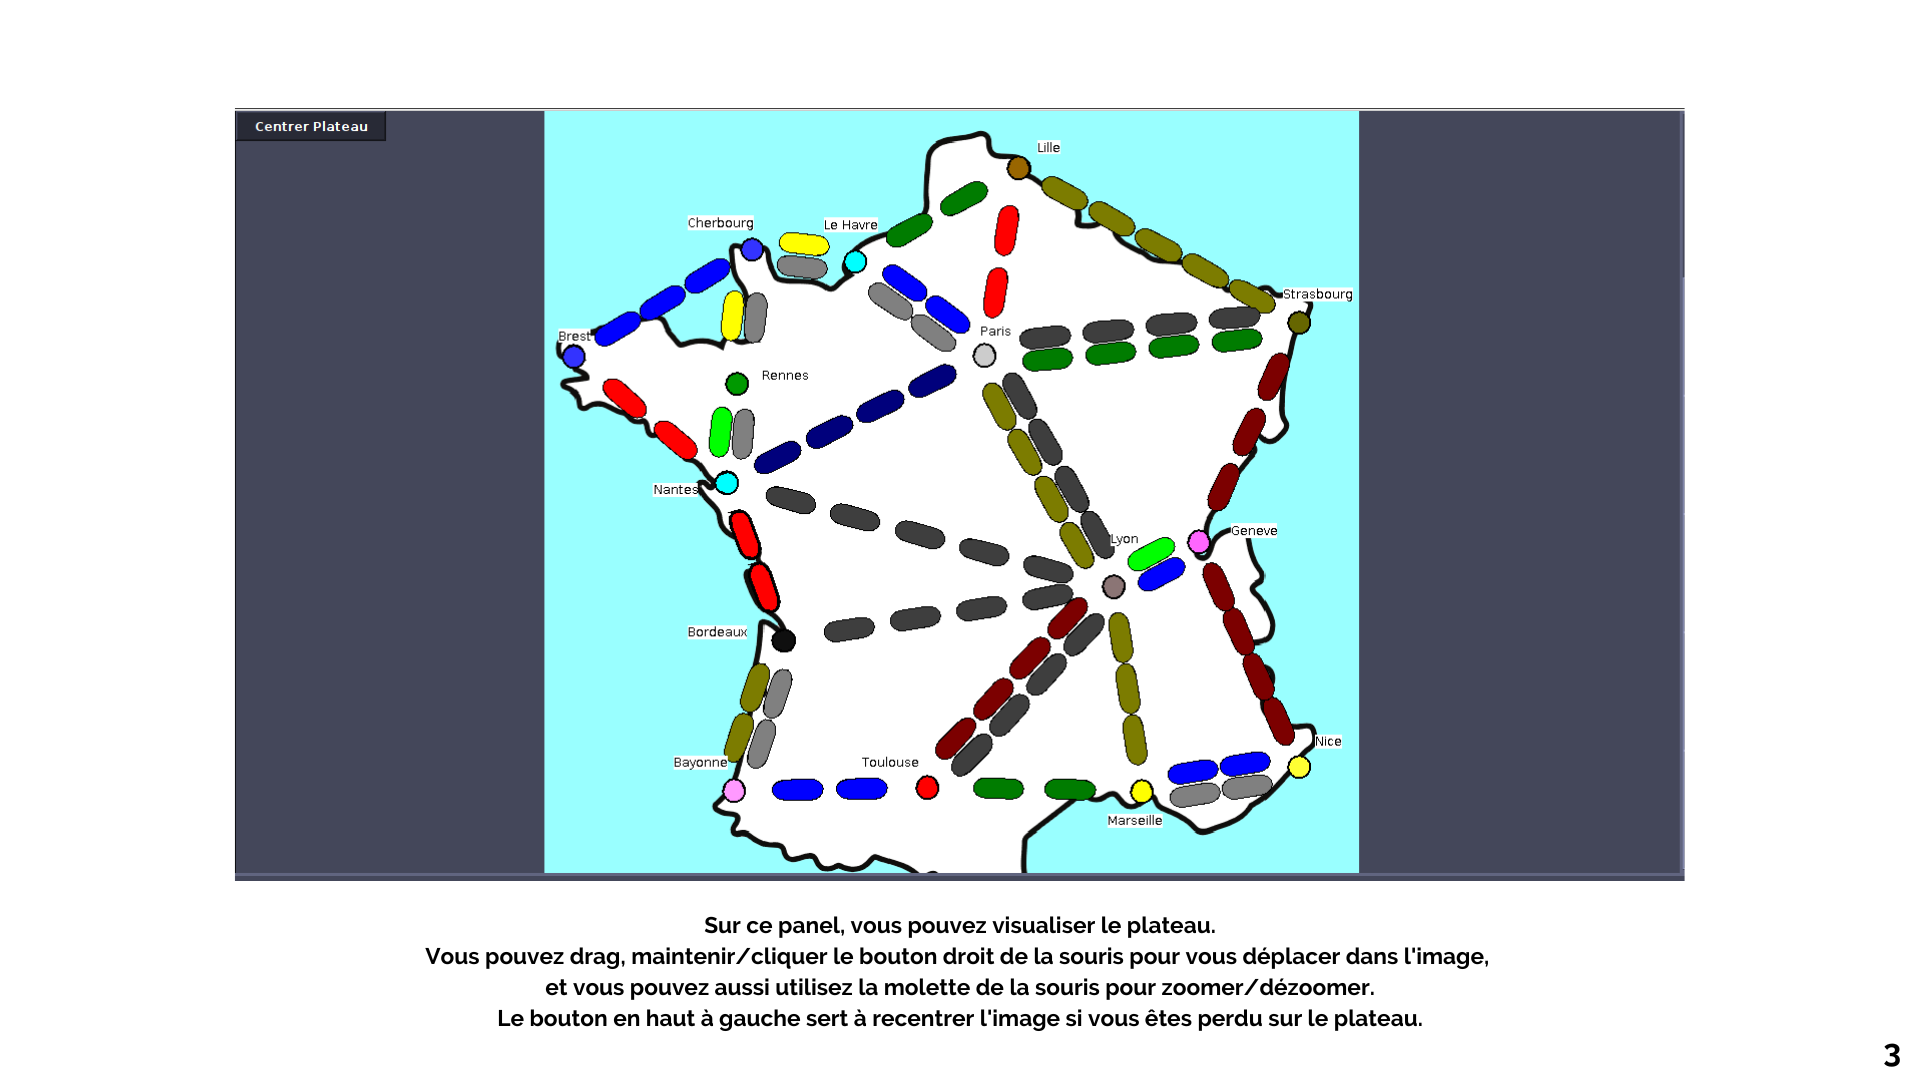 Centrer Plateau
Lille
Cherbourg
Le Havre
Strasbourg
Paris
Brest
Rennes
Nantes
Geneve
Lyon
Bordeaux
Nice
Bayonne
Toulouse
Marseille
Sur ce panel, vous pouvez visualiser le plateau.
Vous pouvez drag, maintenir/cliquer le bouton droit de la souris pour vous déplacer dans l'image,
et vous pouvez aussi utilisez la molette de la souris pour zoomer/dézoomer.
Le bouton en haut à gauche sert à recentrer l'image si vous êtes perdu sur le plateau.
3